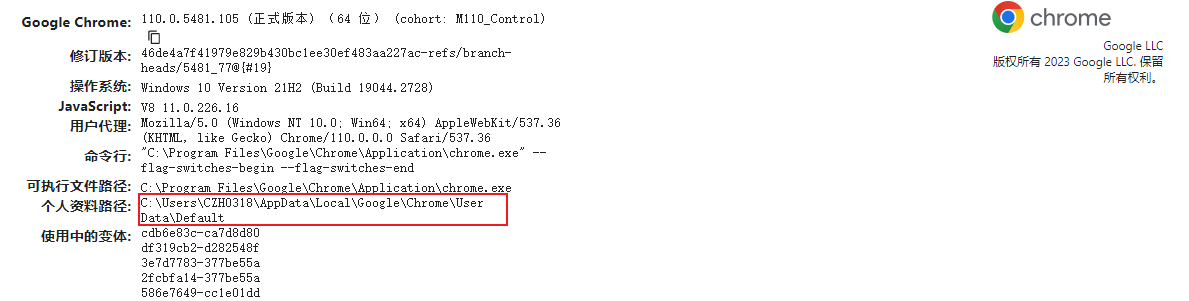 Google Chrome: 110.0.5481.105 (正式版本) (64 位) (cohort: M110_Control)
修订版本: 46de4a7f41979e829b430bc1ee30ef483aa227ac-refs/branch-
heads/5481_77@{#19}
操作系统: Windows 10 Version 21H2 (Build 19044.2728)
JavaScript: V8 11.0.226.16
用户代理: Mozilla/5.0 (Windows NT 10.0; Win64; x64) AppleWebKit/537.36
(KHTML, like Gecko) Chrome/110.0.0.0 Safari/537.36
命令行: "C:\Program Files\Google\Chrome\Application\chrome.exe" --
flag-switches-begin --flag-switches-end
可执行文件路径: C:\Program Files\Google\Chrome\Application\chrome.exe
个人资料路径: C:\Users\CZH0318\AppData\Local\Google\Chrome\User
Data\Default
使用中的变体: cdb6e83c-ca7d8d80
df319cb2-d282548f
3e7d7783-377be55a
2fcbfa14-377be55a
586e7649-cc1e01dd
chrome
Google LLC
版权所有 2023 Google LLC. 保留
所有权利。